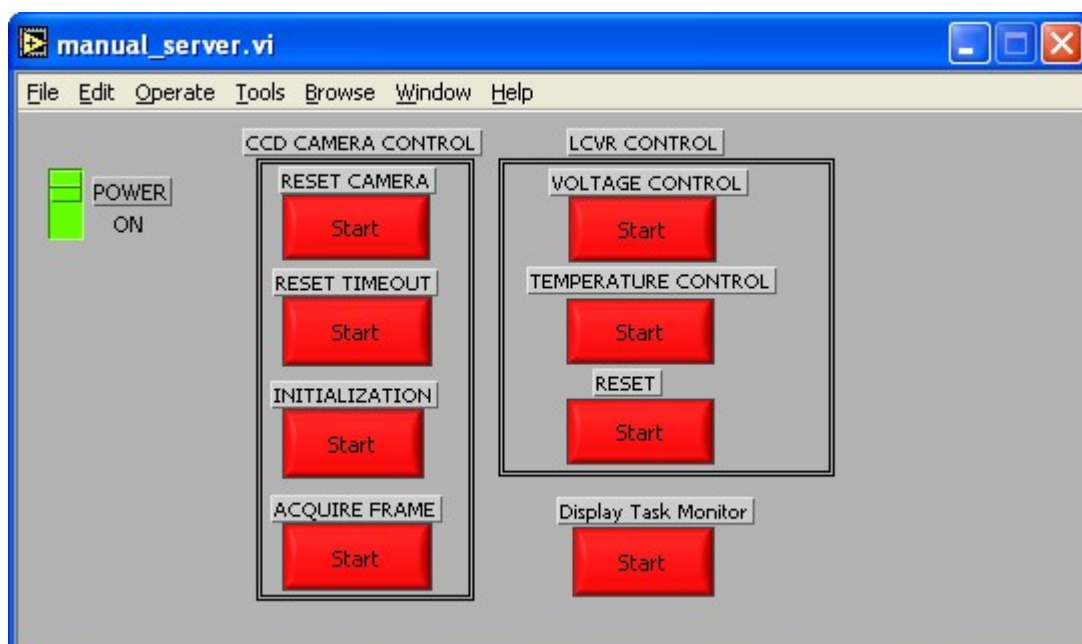 manual_server.vi
File Edit Operate Tools Browse Window Help
POWER
ON
CCD CAMERA CONTROL
RESET CAMERA
Start
RESET TIMEOUT
Start
INITIALIZATION
Start
ACQUIRE FRAME
Start
LCVR CONTROL
VOLTAGE CONTROL
Start
TEMPERATURE CONTROL
Start
RESET
Start
Display Task Monitor
Start